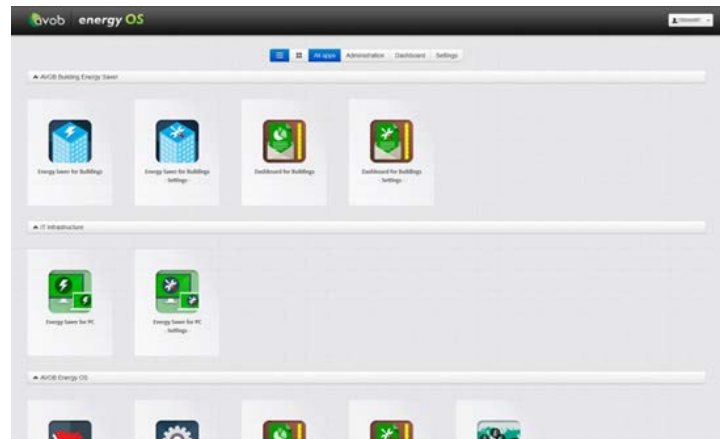 avob energy OS
All apps Administration Dashboard Settings
AVOB Building Energy Saver
Energy Saver for Buildings
Energy Saver for Buildings
- Settings -
Dashboard for Buildings
Dashboard for Buildings
- Settings -
IT Infrastructure
Energy Saver for PC
Energy Saver for PC
- Settings -
AVOB Energy OS